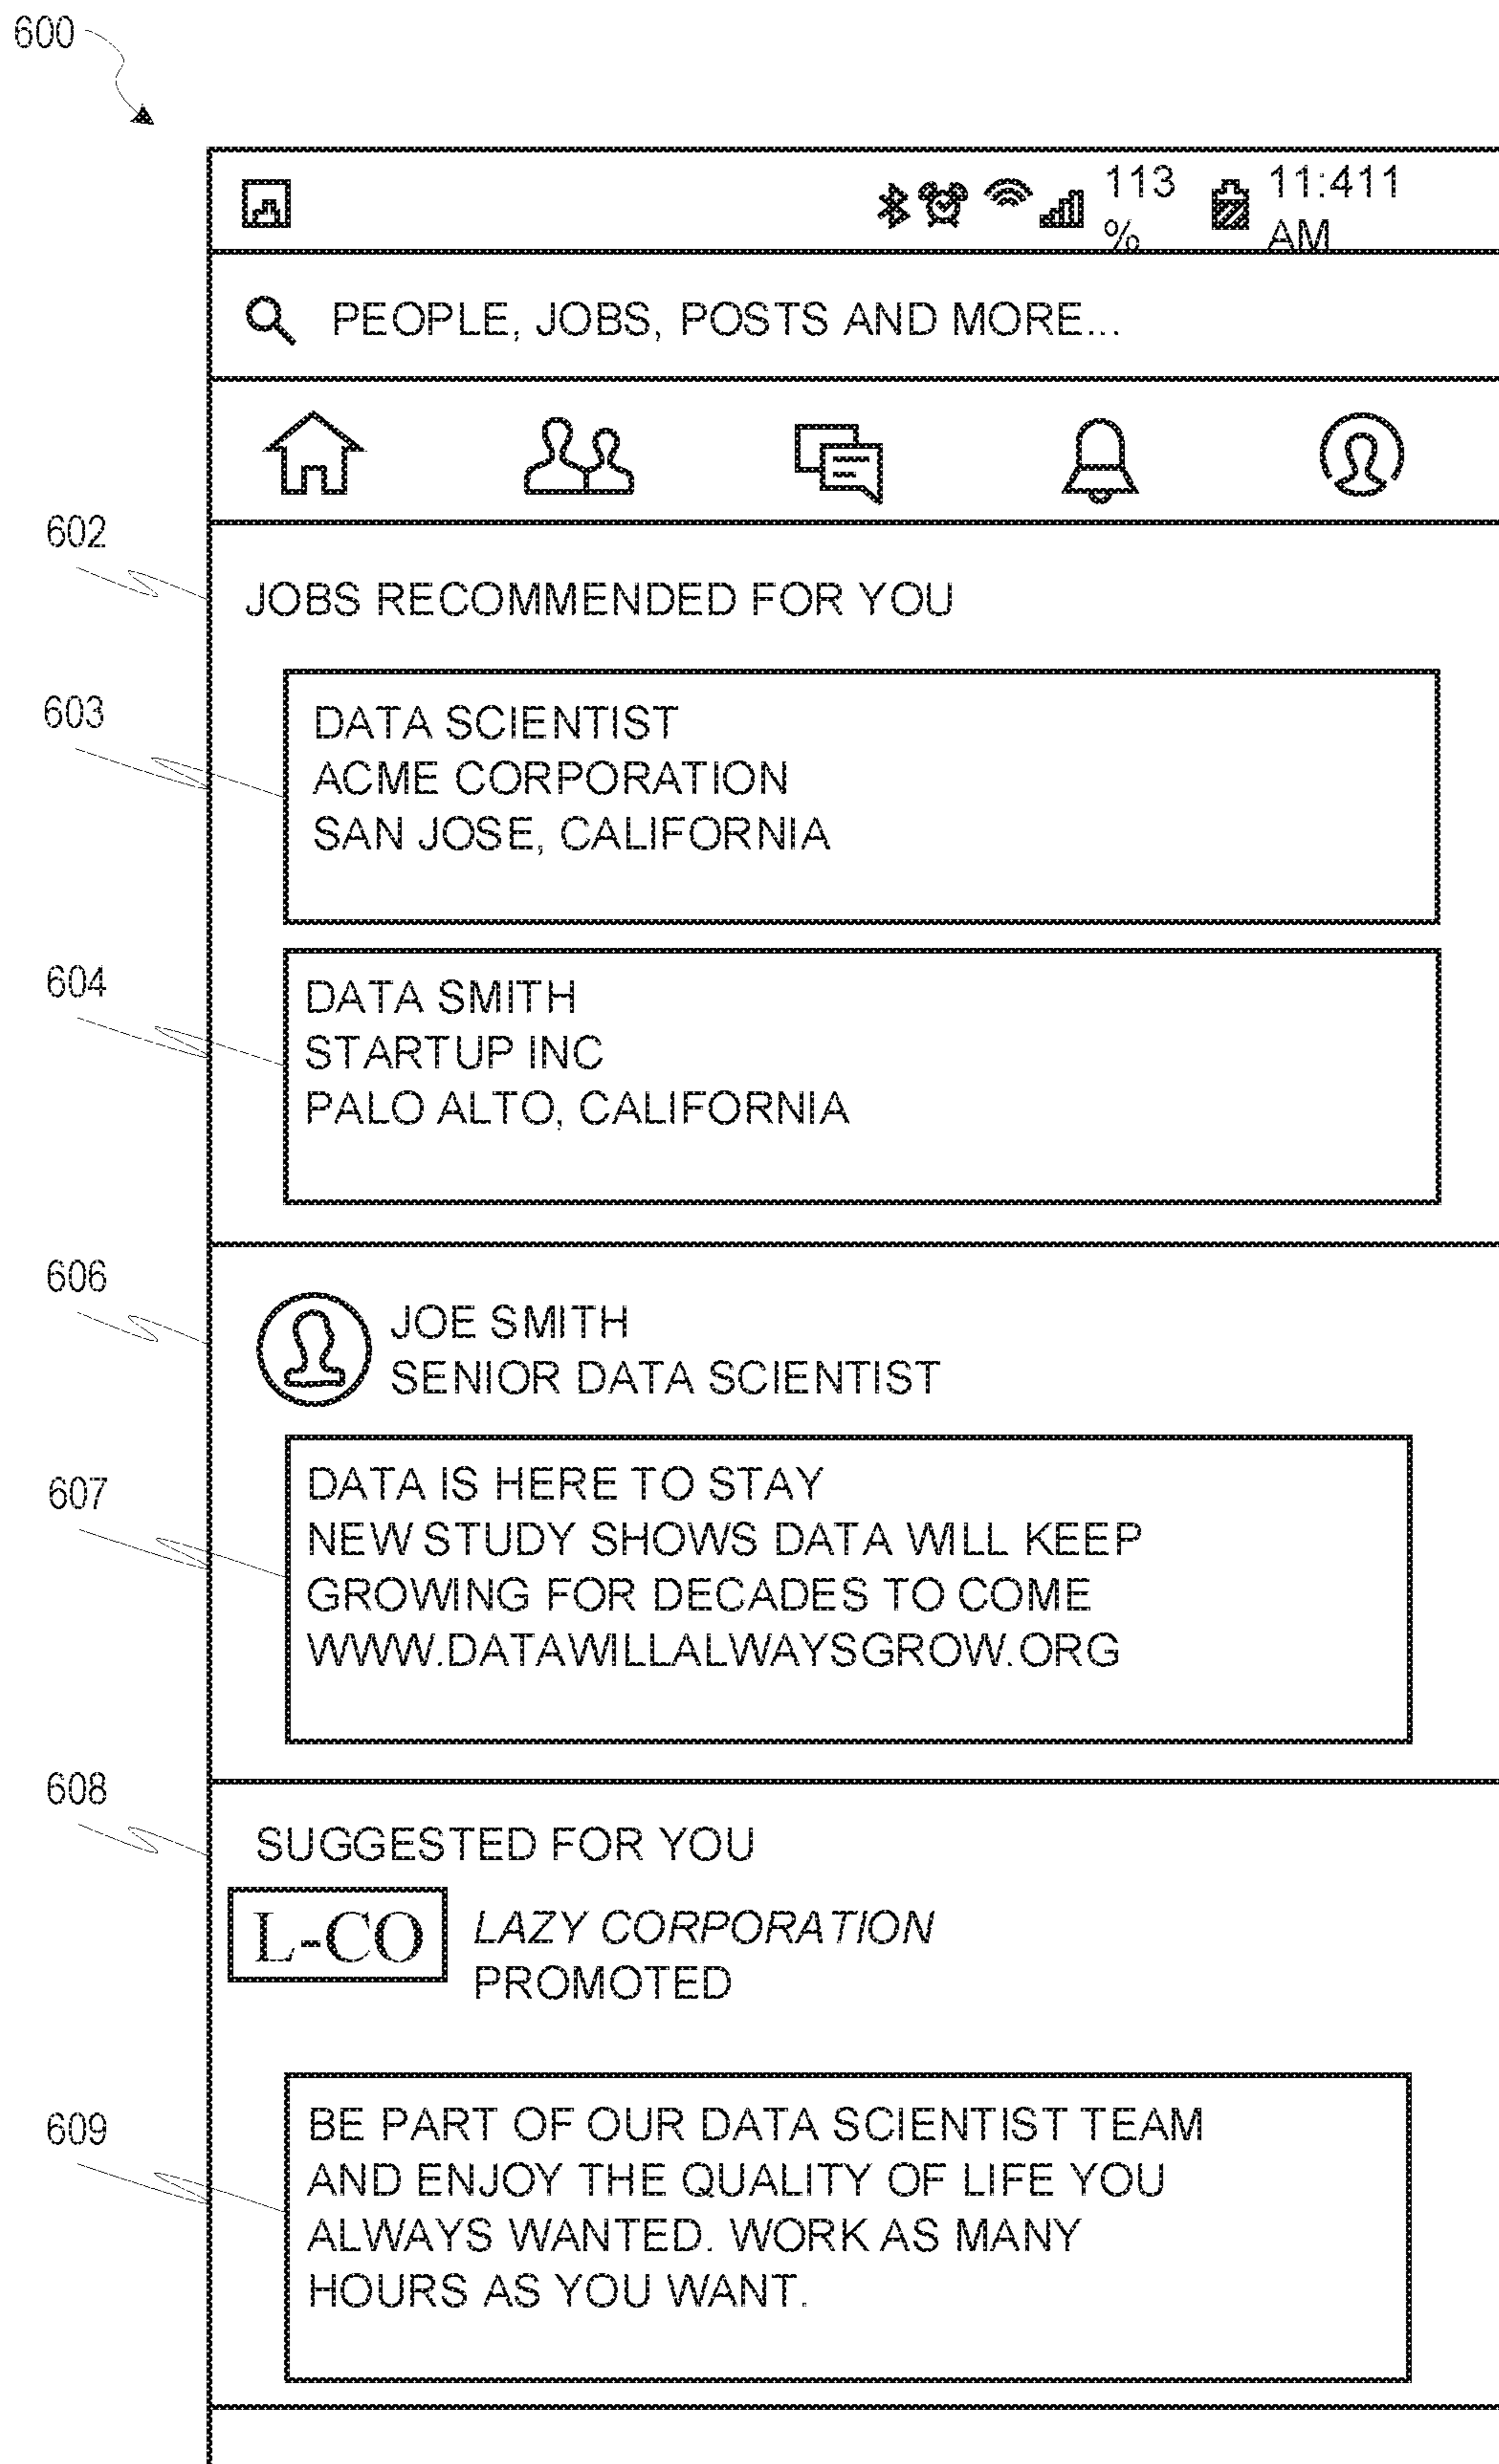 600
113
%
11:411
AM
PEOPLE, JOBS, POSTS AND MORE...
602
JOBS RECOMMENDED FOR YOU
603
DATA SCIENTIST
ACME CORPORATION
SAN JOSE, CALIFORNIA
604
DATA SMITH
STARTUP INC
PALO ALTO, CALIFORNIA
606
JOE SMITH
SENIOR DATA SCIENTIST
607
DATA IS HERE TO STAY
NEW STUDY SHOWS DATA WILL KEEP
GROWING FOR DECADES TO COME
WWW.DATAWILLALWAYSGROW.ORG
608
SUGGESTED FOR YOU
L-CO
LAZY CORPORATION
PROMOTED
609
BE PART OF OUR DATA SCIENTIST TEAM
AND ENJOY THE QUALITY OF LIFE YOU
ALWAYS WANTED. WORK AS MANY
HOURS AS YOU WANT.